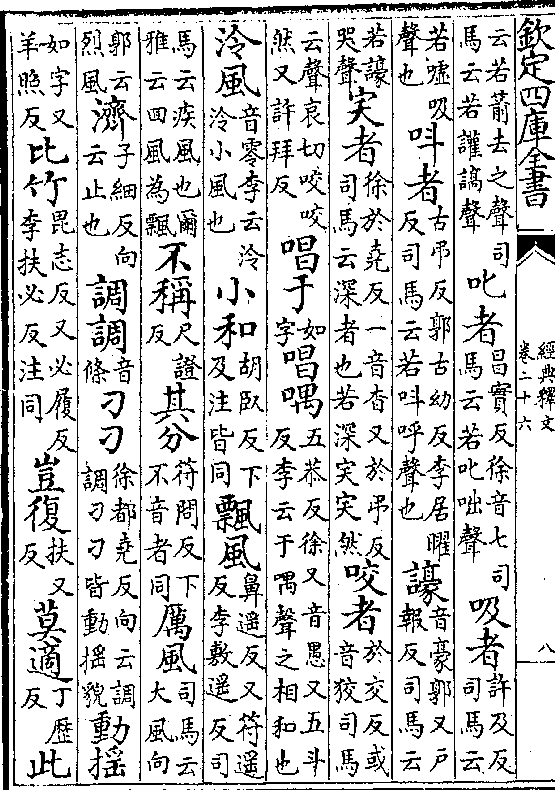 欽定四庫全書
經典釋文
卷二十六
八
云若前去之聲司馬云若讙謞聲 叱者昌實反徐音七司馬云若叱咄聲 吸者許及反司馬云
若噓吸聲也 叫者古弔反郭古幼反李居曜反司馬云若叫呼聲也 譹音豪郭又戶報反司馬云
若譹哭聲 宎者徐於堯反一音杳又於弔反司馬云深者也若深宎宎然 咬者於交反或音狡司馬
云聲哀切咬咬然又許拜反 唱于如字 唱喁五恭反徐又音愚又五斗反李云于喁聲之相和也
泠風音零李云泠泠小風也 小和胡臥反下及注皆同 飄風鼻遥反又符遥反李敷遥反司
馬云疾風也爾雅云回風為飄 不稱尺證反 其分符問反下不音者同 厲風司馬云大風向
郭云烈風 濟子細反向云止也 調調音條 刁刁徐都堯反向云調調刁刁皆動揺貌 動揺
如字又羊照反 比竹毘志反又必履反李扶必反注同 豈復扶又反 莫適丁歴反 此